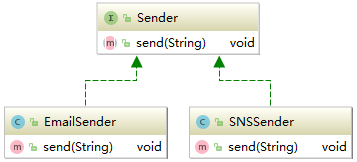 I Sender
m send(String) void
C EmailSender
m send(String) void
C SNSSender
m send(String) void